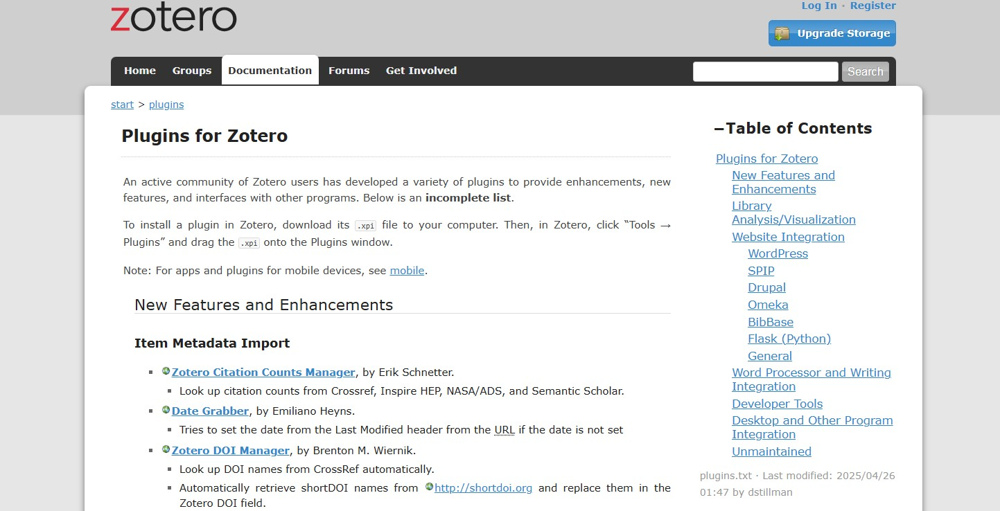 zotero
Log In · Register
Upgrade Storage
Home Groups Documentation Forums Get Involved
Search
start > plugins
Plugins for Zotero
An active community of Zotero users has developed a variety of plugins to provide enhancements, new
features, and interfaces with other programs. Below is an incomplete list.
To install a plugin in Zotero, download its .xpi file to your computer. Then, in Zotero, click “Tools →
Plugins” and drag the .xpi onto the Plugins window.
Note: For apps and plugins for mobile devices, see mobile.
New Features and Enhancements
Item Metadata Import
Zotero Citation Counts Manager, by Erik Schnetter.
Look up citation counts from Crossref, Inspire HEP, NASA/ADS, and Semantic Scholar.
Date Grabber, by Emiliano Heyns.
Tries to set the date from the Last Modified header from the URL if the date is not set
Zotero DOI Manager, by Brenton M. Wiernik.
Look up DOI names from CrossRef automatically.
Automatically retrieve shortDOI names from http://shortdoi.org and replace them in the
Zotero DOI field.
−Table of Contents
Plugins for Zotero
New Features and
Enhancements
Library
Analysis/Visualization
Website Integration
WordPress
SPIP
Drupal
Omeka
BibBase
Flask (Python)
General
Word Processor and Writing
Integration
Developer Tools
Desktop and Other Program
Integration
Unmaintained
plugins.txt · Last modified: 2025/04/26
01:47 by dstillman